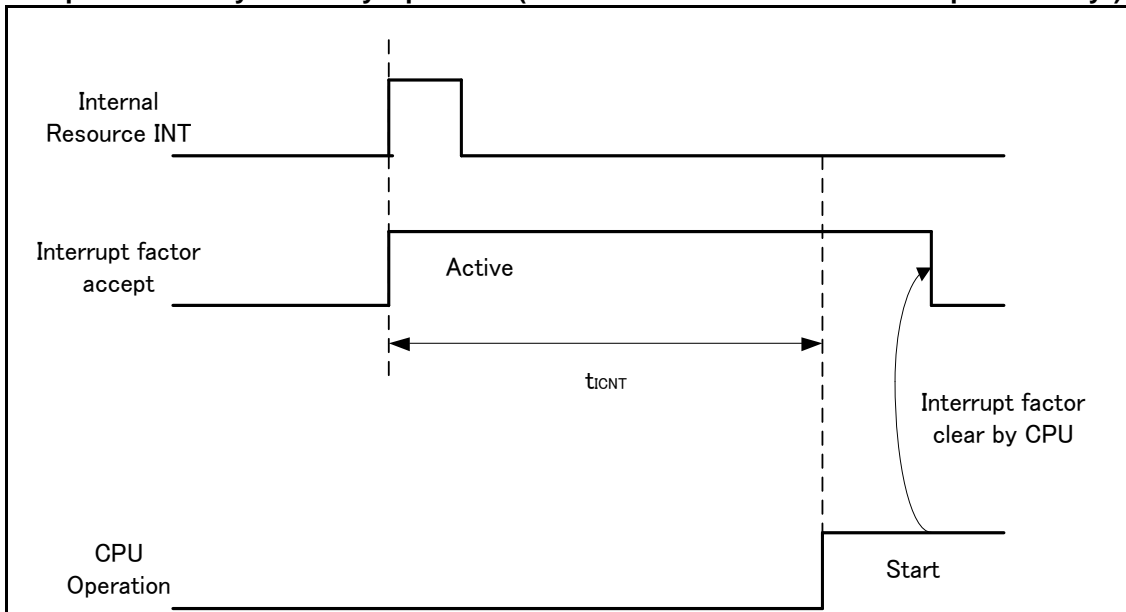 Internal
Resource INT
Interrupt factor
accept
Active
tICNT
Interrupt factor
clear by CPU
CPU
Operation
Start